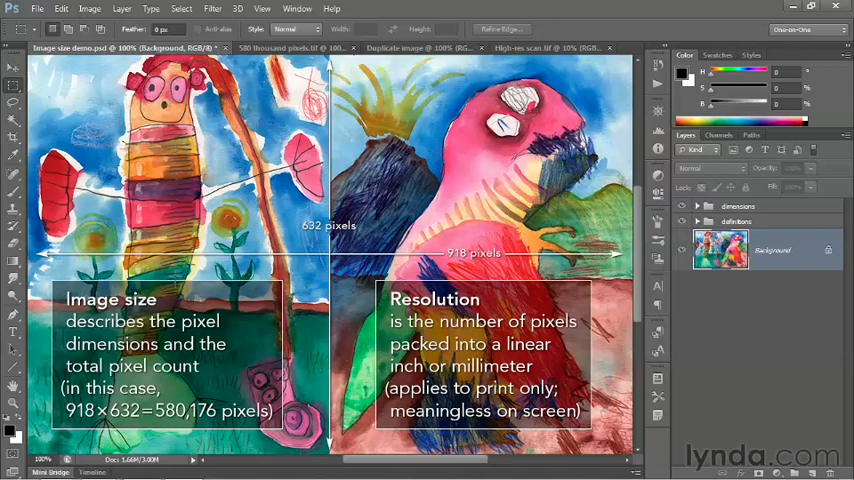 Ps File Edit Image Layer Type Select Filter 3D View Window Help
Feather: 0 px Anti-alias Style: Normal Width: Height: Refine Edge... One-on-One
Image size demo.psd @ 100% (Background, RGB/8) * × 580 thousand pixels.tif @ 100... × Duplicate image @ 100% (RG... × High-res scan.tif @ 10% (RGB... ×
Color Swatches Styles
H 0 °
S 0 %
B 0 %
Layers Channels Paths
Kind
Normal Opacity:
Lock: Fill:
dimensions
definitions
Background
632 pixels
918 pixels
Image size
describes the pixel
dimensions and the
total pixel count
(in this case,
918×632=580,176 pixels)
Resolution
is the number of pixels
packed into a linear
inch or millimeter
(applies to print only;
meaningless on screen)
100% Doc: 1.66M/3.00M
Mini Bridge Timeline
lynda.com